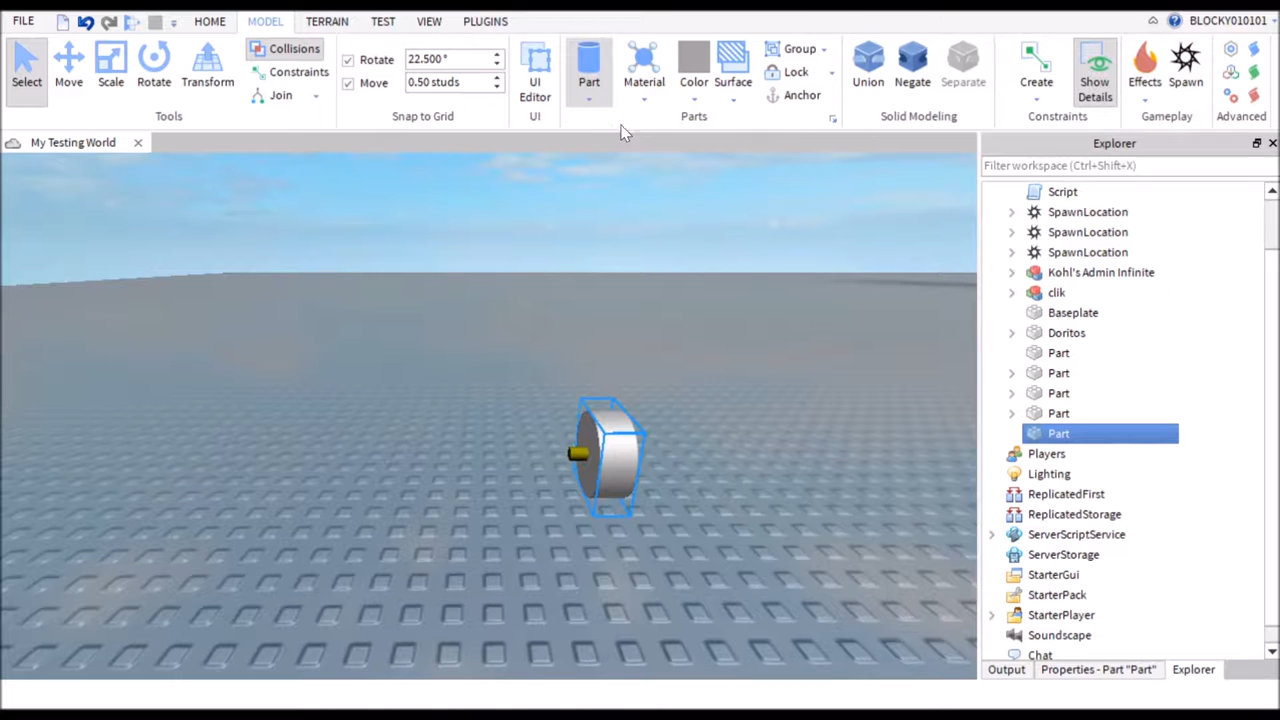 FILE
HOME MODEL TERRAIN TEST VIEW PLUGINS
BLOCKY010101
Select Move Scale Rotate Transform
Collisions
Constraints
Join
Tools
Rotate 22.500 °
Move 0.50 studs
Snap to Grid
UI Editor
UI
Part Material Color Surface
Group
Lock
Anchor
Parts
Union Negate Separate
Solid Modeling
Create Show Details
Constraints
Effects Spawn
Gameplay
Advanced
My Testing World
Explorer
Filter workspace (Ctrl+Shift+X)
Script
SpawnLocation
SpawnLocation
SpawnLocation
Kohl's Admin Infinite
clik
Baseplate
Doritos
Part
Part
Part
Part
Part
Players
Lighting
ReplicatedFirst
ReplicatedStorage
ServerScriptService
ServerStorage
StarterGui
StarterPack
StarterPlayer
Soundscape
Chat
Output Properties - Part "Part" Explorer